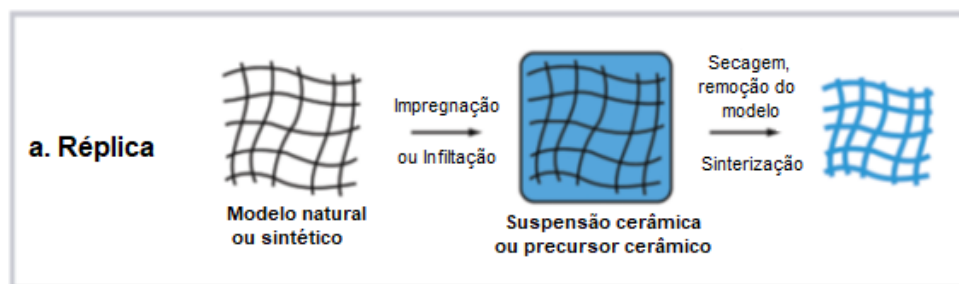 a. Réplica
Modelo natural
ou sintético
Impregnação
ou Infiltação
Suspensão cerâmica
ou precursor cerâmico
Secagem,
remoção do
modelo
Sinterização